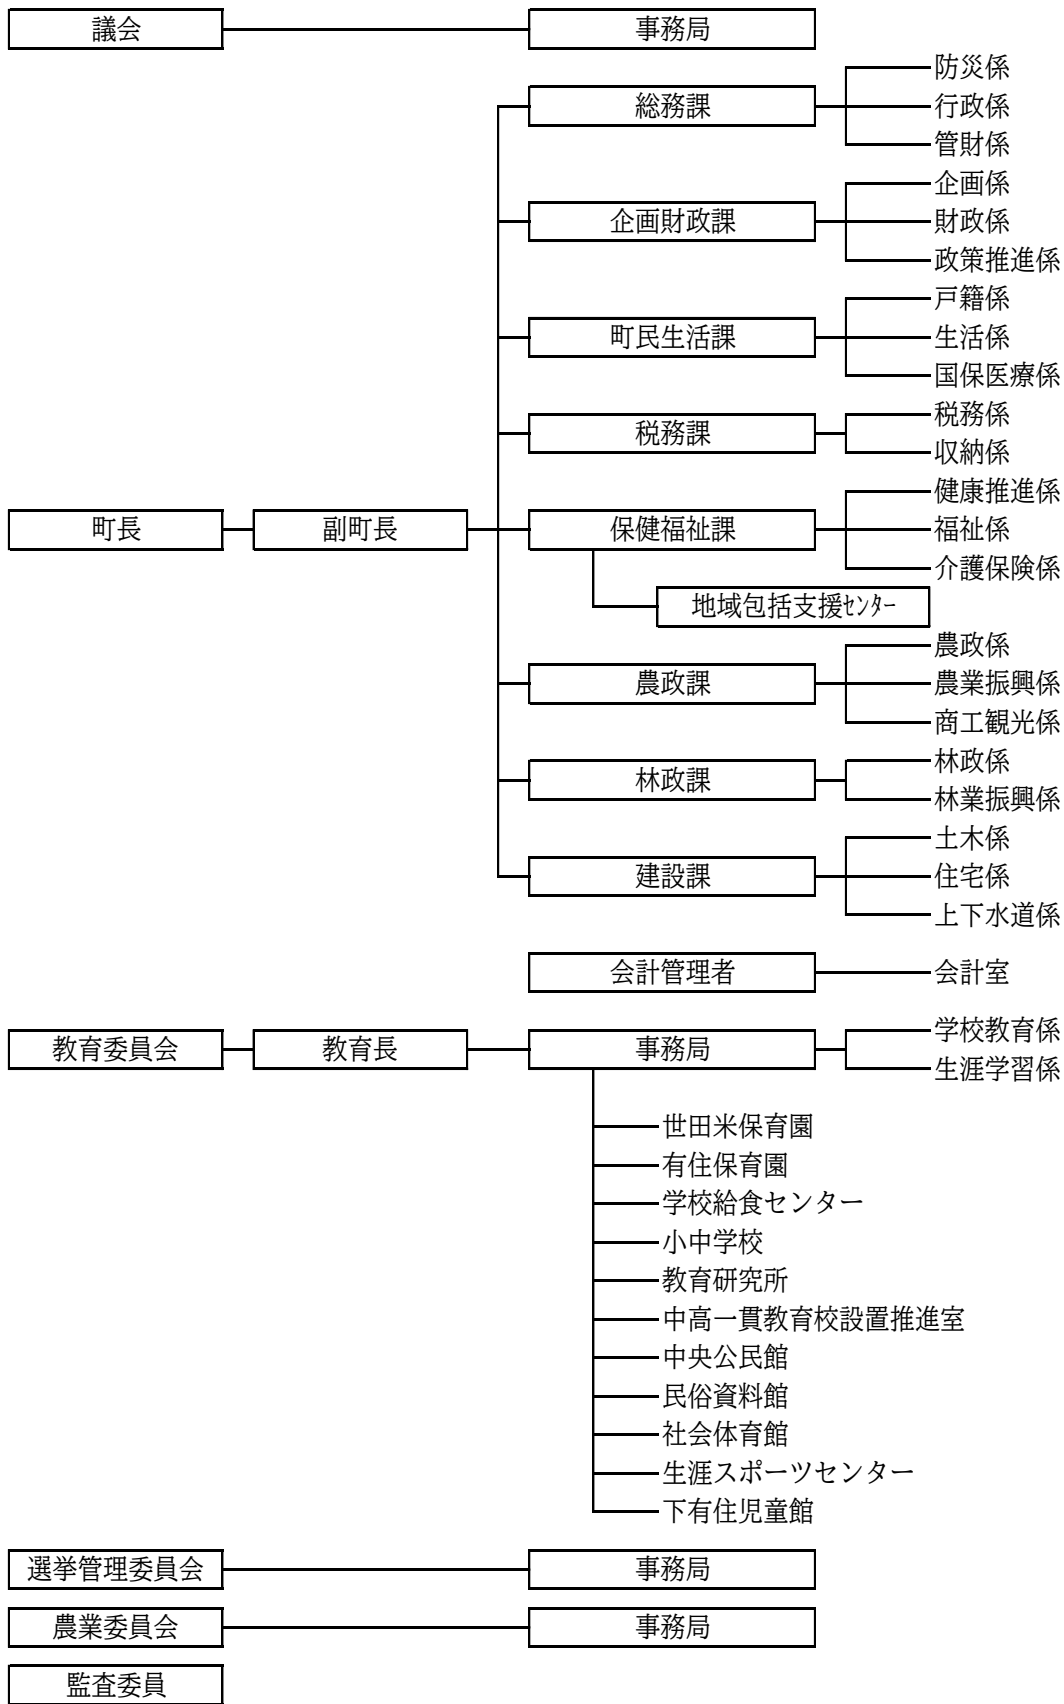 議会 事務局
防災係
総務課 行政係
管財係
企画係
企画財政課 財政係
政策推進係
戸籍係
町民生活課 生活係
国保医療係
税務係
税務課
収納係
健康推進係
町長 副町長 保健福祉課 福祉係
介護保険係
地域包括支援ｾﾝﾀｰ
農政係
農政課 農業振興係
商工観光係
林政係
林政課
林業振興係
土木係
建設課 住宅係
上下水道係
会計管理者 会計室
学校教育係
教育委員会 教育長 事務局
生涯学習係
世田米保育園
有住保育園
学校給食センター
小中学校
教育研究所
中高一貫教育校設置推進室
中央公民館
民俗資料館
社会体育館
生涯スポーツセンター
下有住児童館
選挙管理委員会 事務局
農業委員会 事務局
監査委員